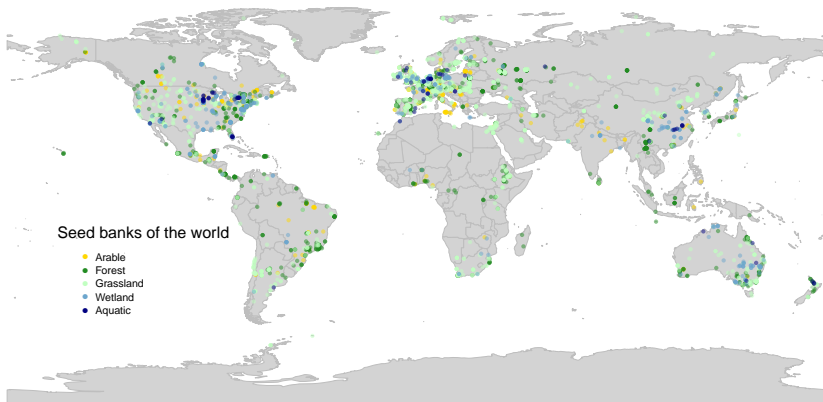 Seed banks of the world
Arable
Forest
Grassland
Wetland
Aquatic